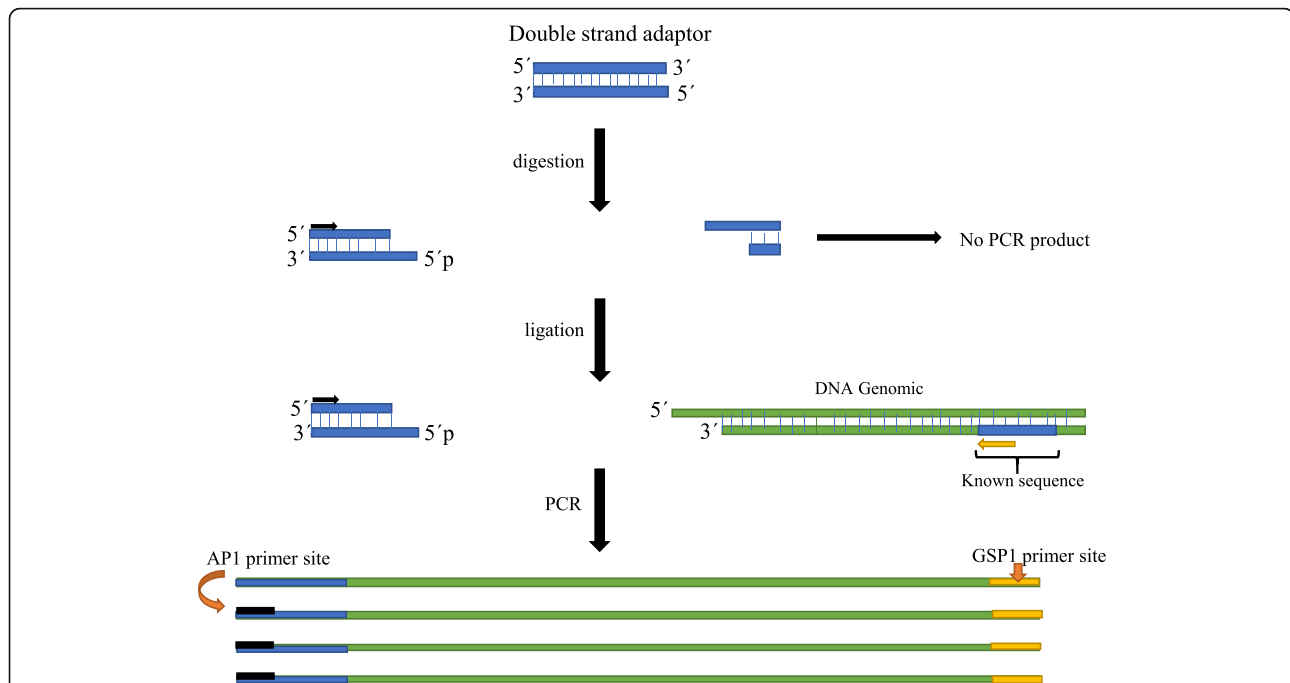 Double strand adaptor
5´ 3´
3´ 5´
digestion
5´
3´ 5´p
No PCR product
ligation
DNA Genomic
5´
3´ 5´p
5´
3´
Known sequence
PCR
AP1 primer site
GSP1 primer site